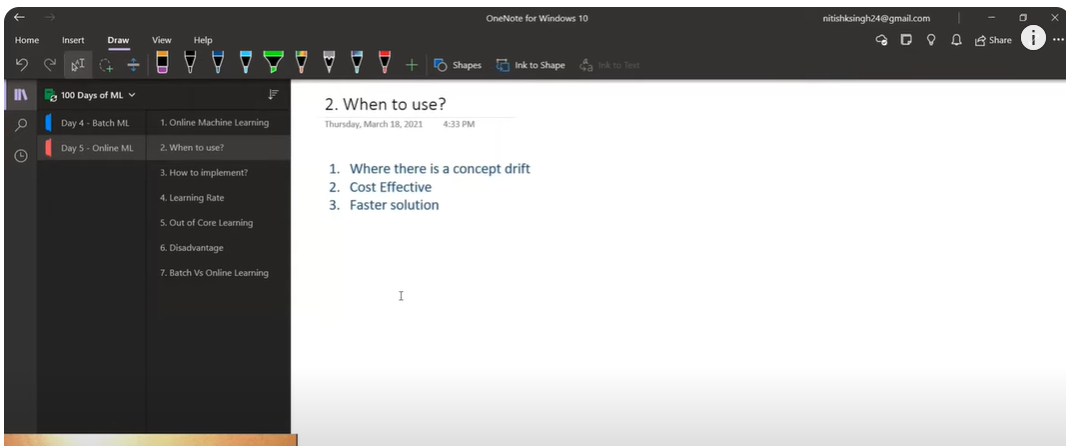 OneNote for Windows 10
nitishksingh24@gmail.com
Home Insert Draw View Help
Share
Shapes Ink to Shape Ink to Text
100 Days of ML
Day 4 - Batch ML
Day 5 - Online ML
1. Online Machine Learning
2. When to use?
3. How to implement?
4. Learning Rate
5. Out of Core Learning
6. Disadvantage
7. Batch Vs Online Learning
2. When to use?
Thursday, March 18, 2021 4:33 PM
1. Where there is a concept drift
2. Cost Effective
3. Faster solution